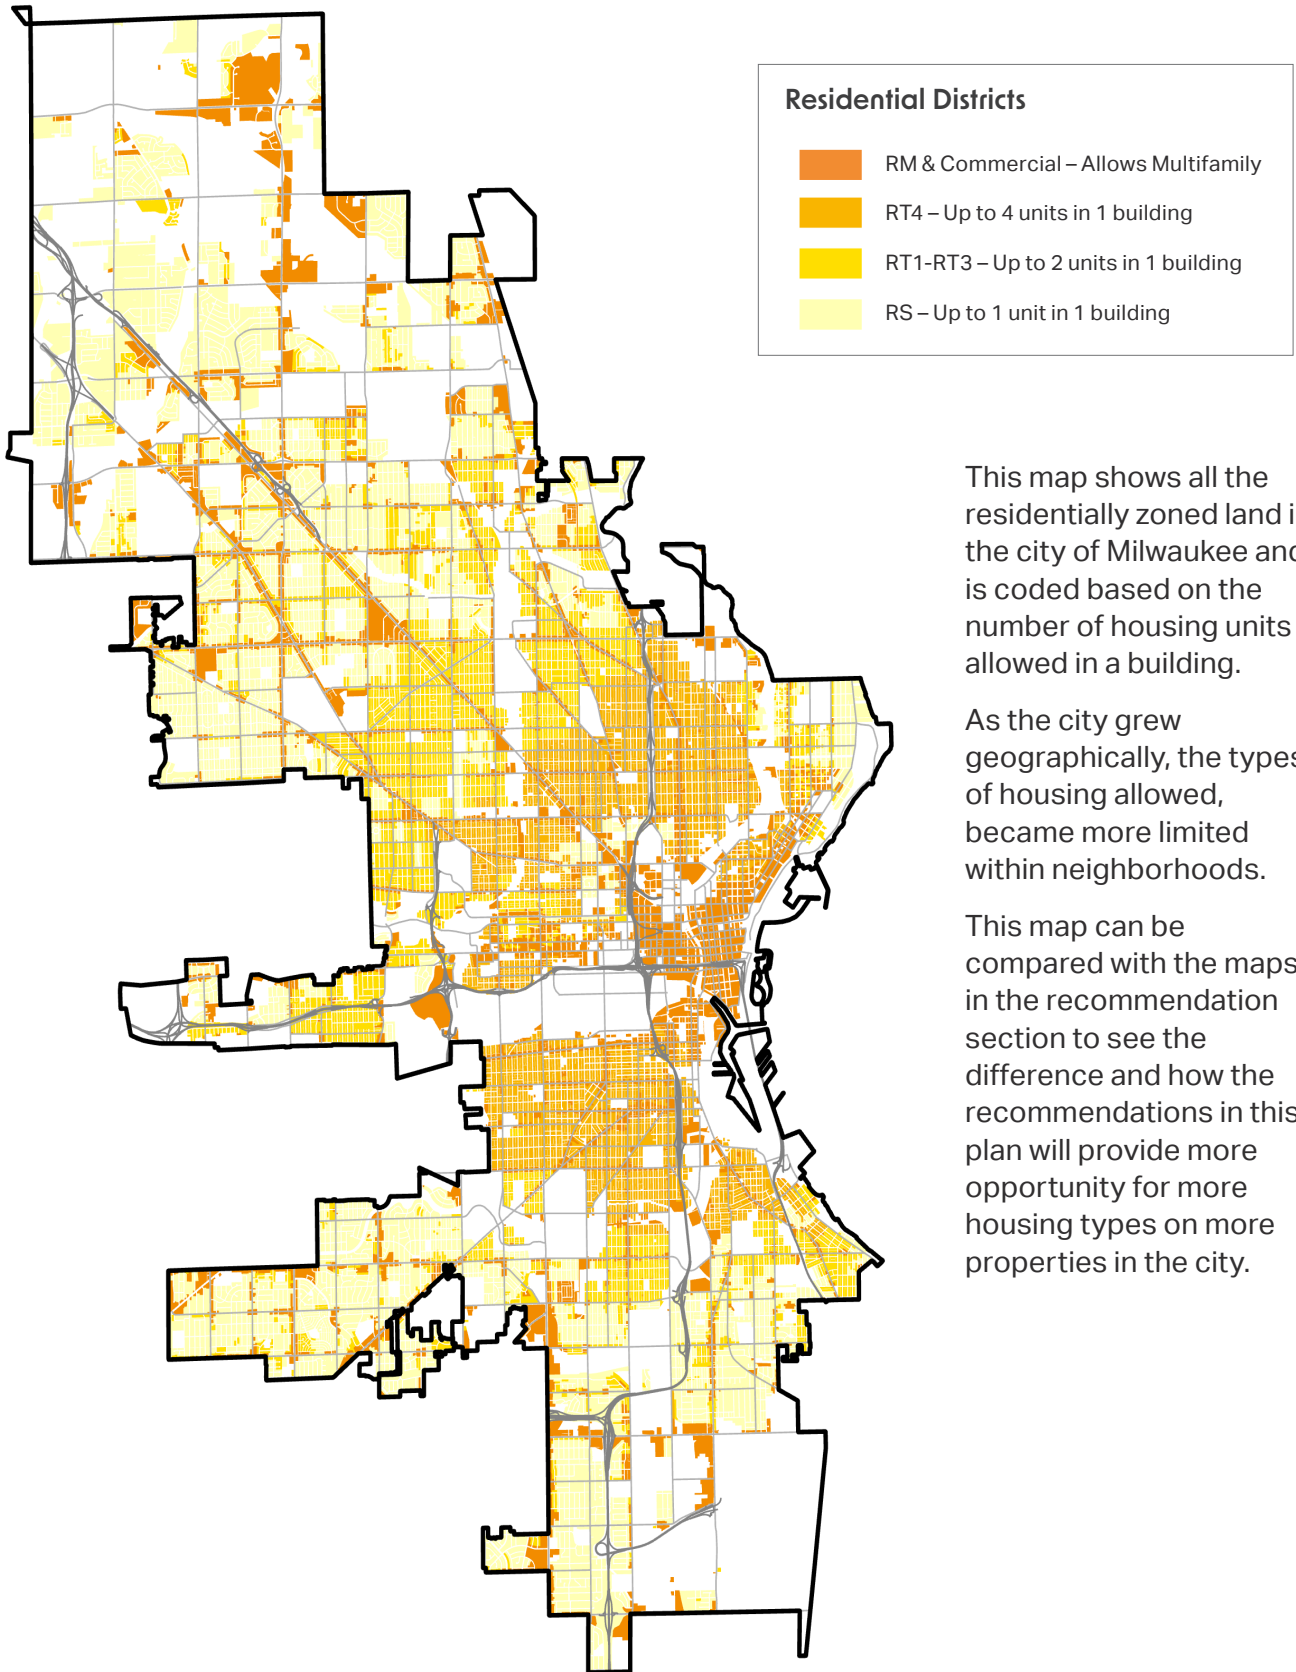 Residential Districts
RM & Commercial – Allows Multifamily
RT4 – Up to 4 units in 1 building
RT1-RT3 – Up to 2 units in 1 building
RS – Up to 1 unit in 1 building
This map shows all the
residentially zoned land i
the city of Milwaukee and
is coded based on the
number of housing units
allowed in a building.
As the city grew
geographically, the types
of housing allowed,
became more limited
within neighborhoods.
This map can be
compared with the maps
in the recommendation
section to see the
difference and how the
recommendations in this
plan will provide more
opportunity for more
housing types on more
properties in the city.